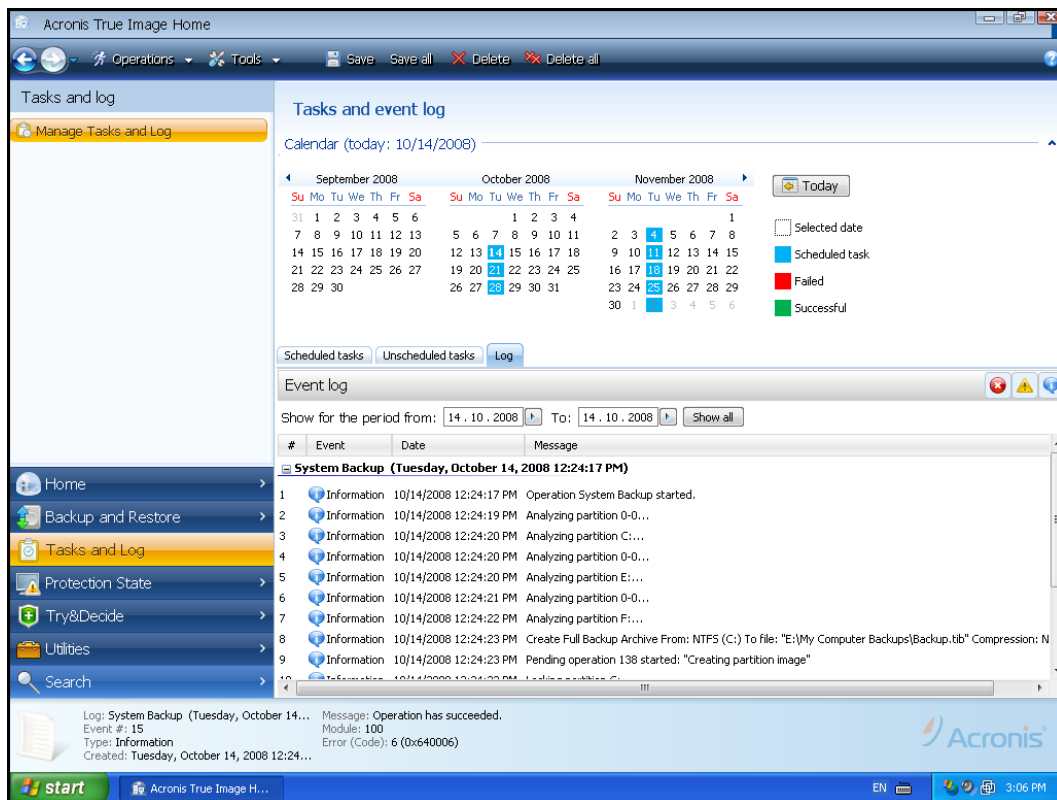 Acronis True Image Home
Operations Tools Save Save all Delete Delete all
Tasks and log
Manage Tasks and Log
Tasks and event log
Calendar (today: 10/14/2008)
September 2008
Su Mo Tu We Th Fr Sa
31 1 2 3 4 5 6
7 8 9 10 11 12 13
14 15 16 17 18 19 20
21 22 23 24 25 26 27
28 29 30
October 2008
Su Mo Tu We Th Fr Sa
1 2 3 4
5 6 7 8 9 10 11
12 13 14 15 16 17 18
19 20 21 22 23 24 25
26 27 28 29 30 31
November 2008
Su Mo Tu We Th Fr Sa
1
2 3 4 5 6 7 8
9 10 11 12 13 14 15
16 17 18 19 20 21 22
23 24 25 26 27 28 29
30 1 3 4 5 6
Today
Selected date
Scheduled task
Failed
Successful
Scheduled tasks Unscheduled tasks Log
Event log
Show for the period from: 14 . 10 . 2008 To: 14 . 10 . 2008 Show all
# Event Date Message
System Backup (Tuesday, October 14, 2008 12:24:17 PM)
1 Information 10/14/2008 12:24:17 PM Operation System Backup started.
2 Information 10/14/2008 12:24:19 PM Analyzing partition 0-0...
3 Information 10/14/2008 12:24:20 PM Analyzing partition C:...
4 Information 10/14/2008 12:24:20 PM Analyzing partition 0-0...
5 Information 10/14/2008 12:24:20 PM Analyzing partition E:...
6 Information 10/14/2008 12:24:21 PM Analyzing partition 0-0...
7 Information 10/14/2008 12:24:22 PM Analyzing partition F:...
8 Information 10/14/2008 12:24:23 PM Create Full Backup Archive From: NTFS (C:) To file: "E:\My Computer Backups\Backup.tib" Compression: N
9 Information 10/14/2008 12:24:23 PM Pending operation 138 started: "Creating partition image"
Home
Backup and Restore
Tasks and Log
Protection State
Try&Decide
Utilities
Search
Log: System Backup (Tuesday, October 14...
Event #: 15
Type: Information
Created: Tuesday, October 14, 2008 12:24...
Message: Operation has succeeded.
Module: 100
Error (Code): 6 (0x640006)
Acronis
start Acronis True Image H... EN 3:06 PM